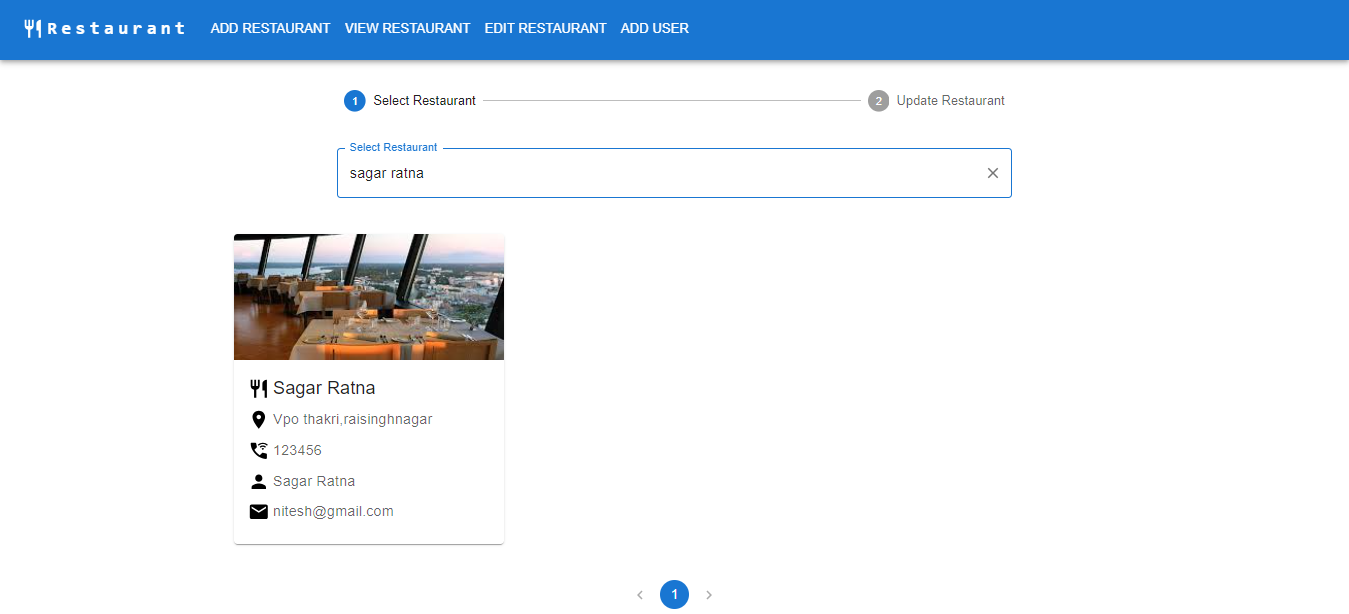 Restaurant ADD RESTAURANT VIEW RESTAURANT EDIT RESTAURANT ADD USER
1 Select Restaurant 2 Update Restaurant
Select Restaurant
sagar ratna
Sagar Ratna
Vpo thakri,raisinghnagar
123456
Sagar Ratna
nitesh@gmail.com
1